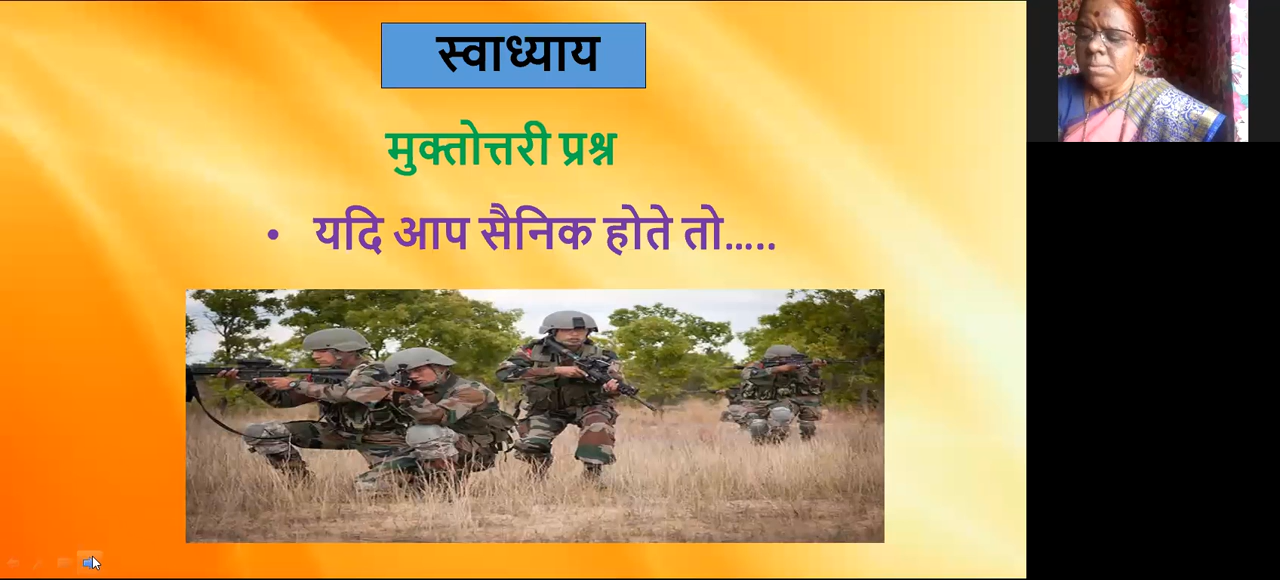 स्वाध्याय
मुक्तोत्तरी प्रश्न
• यदि आप सैनिक होते तो.....